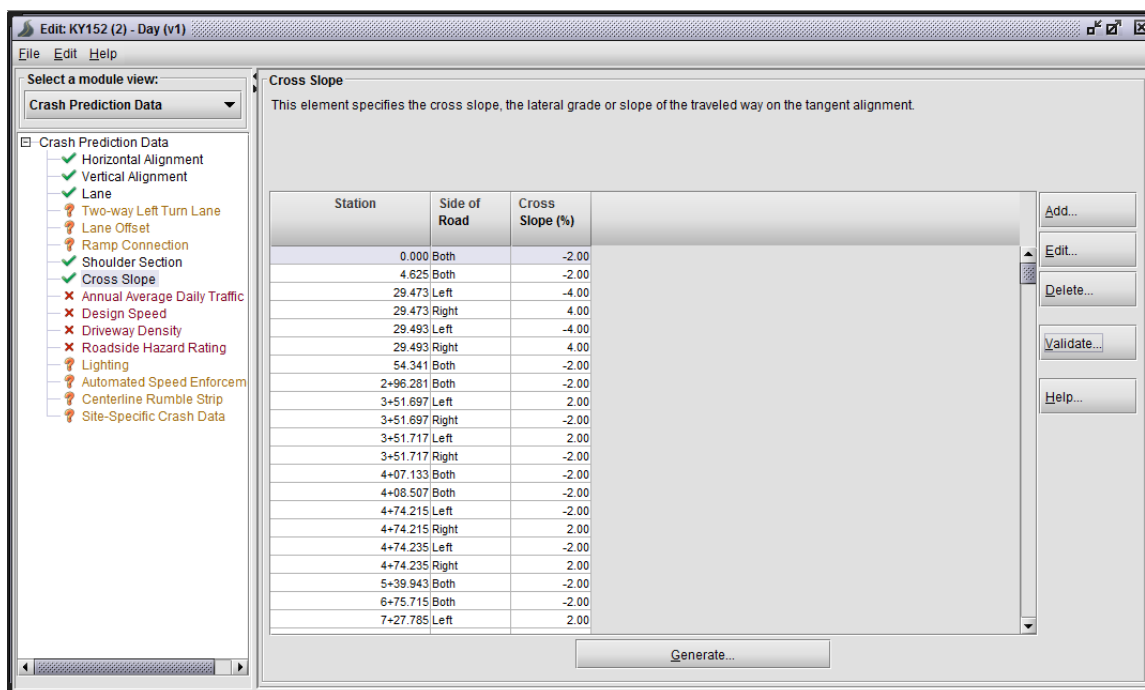 Edit: KY152 (2) - Day (v1)
File Edit Help
Select a module view:
Crash Prediction Data
Crash Prediction Data
Horizontal Alignment
Vertical Alignment
Lane
Two-way Left Turn Lane
Lane Offset
Ramp Connection
Shoulder Section
Cross Slope
Annual Average Daily Traffic
Design Speed
Driveway Density
Roadside Hazard Rating
Lighting
Automated Speed Enforcem
Centerline Rumble Strip
Site-Specific Crash Data
Cross Slope
This element specifies the cross slope, the lateral grade or slope of the traveled way on the tangent alignment.
Station Side of Road Cross Slope (%)
0.000 Both -2.00
4.625 Both -2.00
29.473 Left -4.00
29.473 Right 4.00
29.493 Left -4.00
29.493 Right 4.00
54.341 Both -2.00
2+96.281 Both -2.00
3+51.697 Left 2.00
3+51.697 Right -2.00
3+51.717 Left 2.00
3+51.717 Right -2.00
4+07.133 Both -2.00
4+08.507 Both -2.00
4+74.215 Left -2.00
4+74.215 Right 2.00
4+74.235 Left -2.00
4+74.235 Right 2.00
5+39.943 Both -2.00
6+75.715 Both -2.00
7+27.785 Left 2.00
Add...
Edit...
Delete...
Validate...
Help...
Generate...